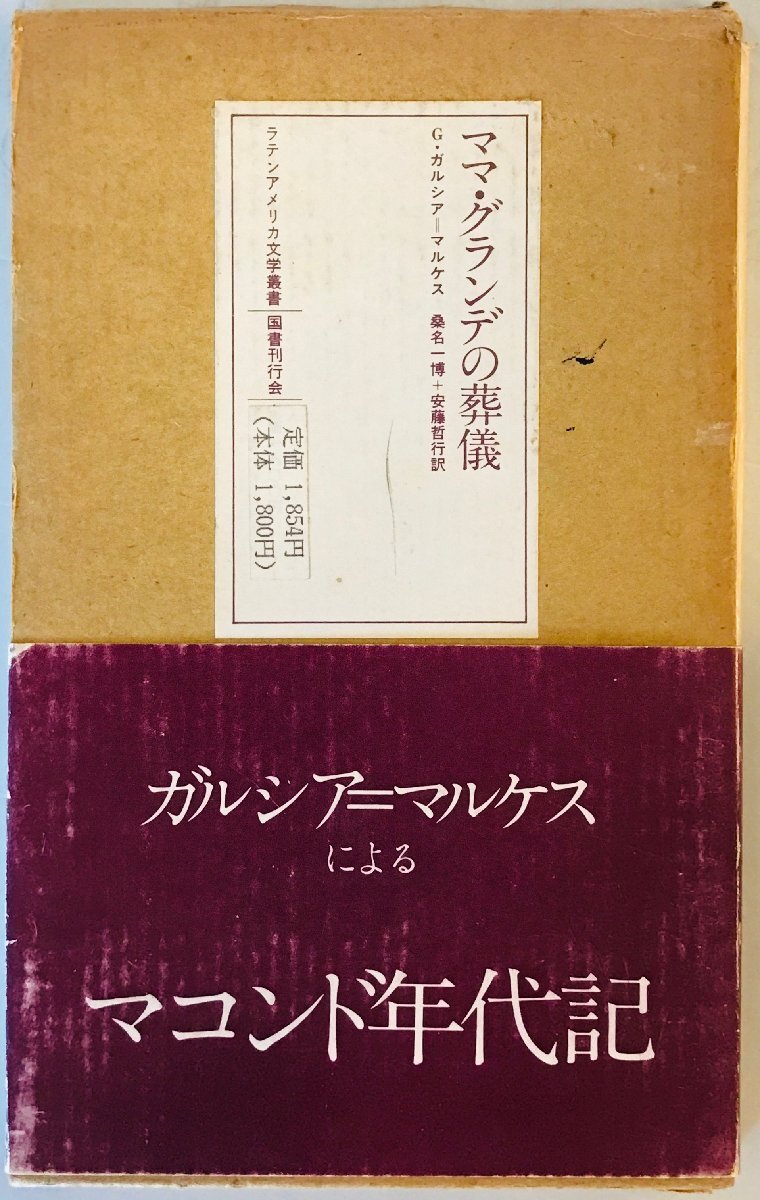 ママ・グランデの葬儀
G・ガルシア＝マルケス 桑名一博＋安藤哲行訳
ラテンアメリカ文学叢書 国書刊行会
定価 1,854円
(本体 1,800円)
ガルシア＝マルケス
による
マコンド年代記